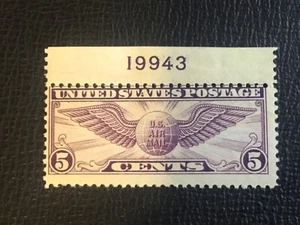 19943
UNITED STATES POSTAGE
U.S.
AIR
MAIL
5 CENTS 5